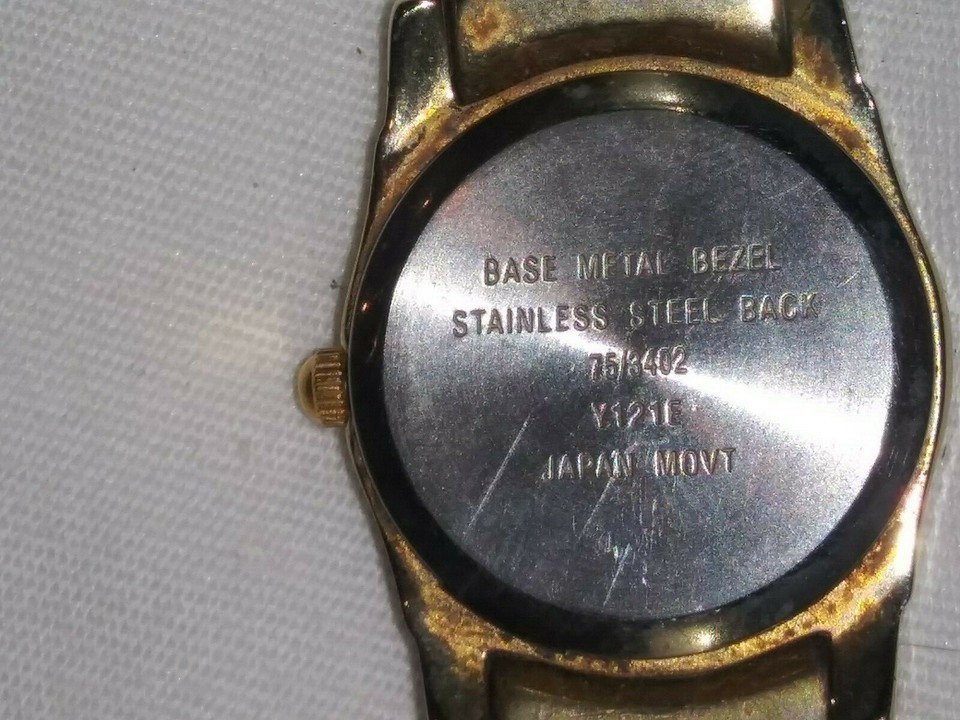 BASE METAL BEZEL
STAINLESS STEEL BACK
75/3402
Y121E
JAPAN MOVT